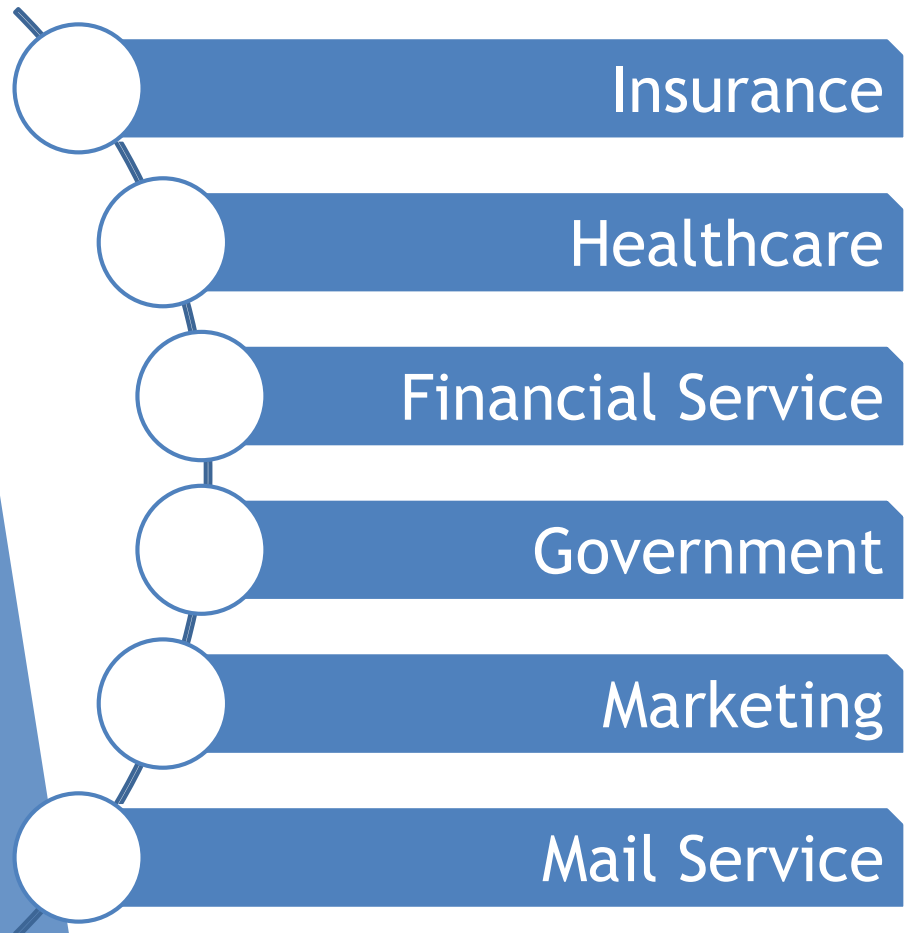 Insurance
Healthcare
Financial Service
Government
Marketing
Mail Service